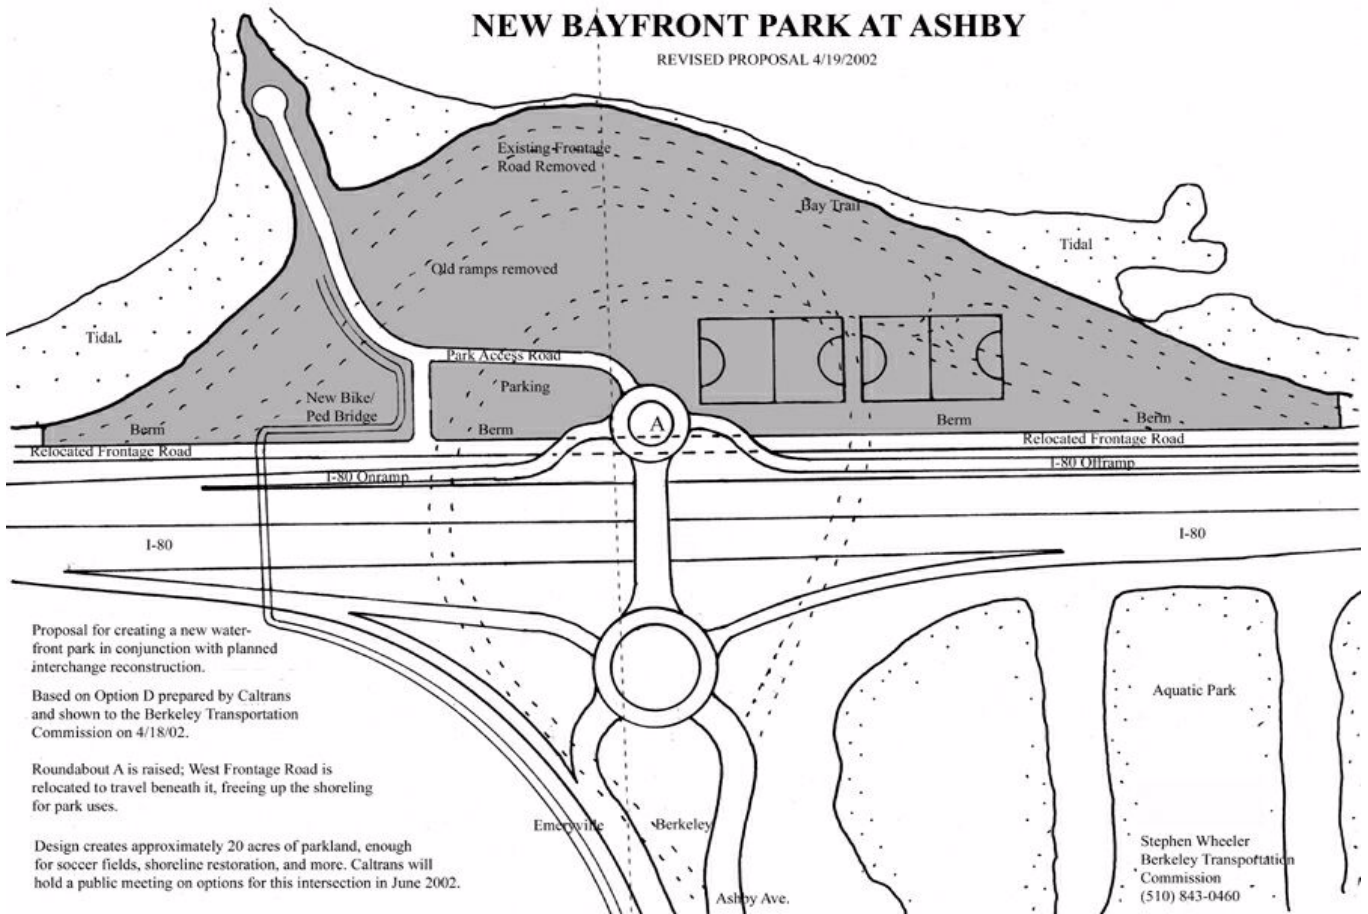 NEW BAYFRONT PARK AT ASHBY
REVISED PROPOSAL 4/19/2002
Existing Frontage
Road Removed
Bay Trail
Tidal
Old ramps removed
Tidal.
Park Access Road
Parking
New Bike/
Ped Bridge
A
Berm
Berm
Berm
Berm
Relocated Frontage Road
Relocated Frontage Road
I-80 Onramp
I-80 Offramp
I-80
I-80
Proposal for creating a new water-
front park in conjunction with planned
interchange reconstruction.
Based on Option D prepared by Caltrans
and shown to the Berkeley Transportation
Commission on 4/18/02.
Roundabout A is raised; West Frontage Road is
relocated to travel beneath it, freeing up the shoreling
for park uses.
Design creates approximately 20 acres of parkland, enough
for soccer fields, shoreline restoration, and more. Caltrans will
hold a public meeting on options for this intersection in June 2002.
Aquatic Park
Emeryville
Berkeley
Ashby Ave.
Stephen Wheeler
Berkeley Transportation
Commission
(510) 843-0460